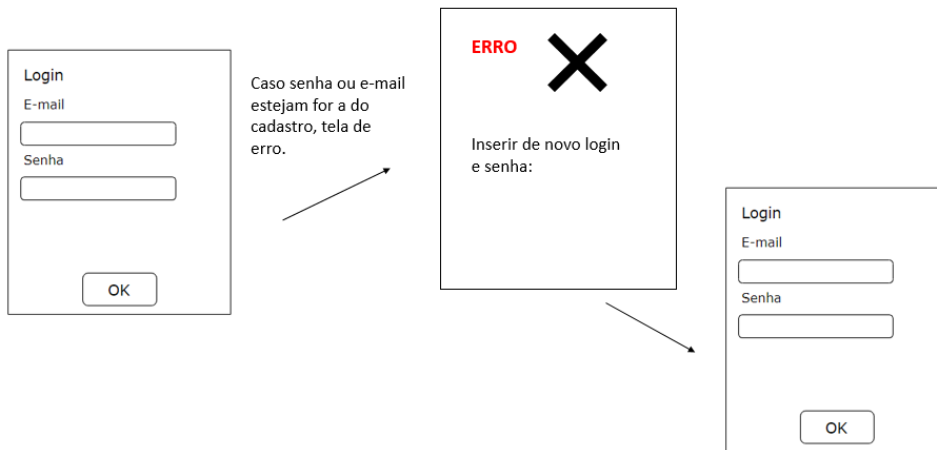 Login
E-mail
Senha
OK
Caso senha ou e-mail
estejam for a do
cadastro, tela de
erro.
ERRO
Inserir de novo login
e senha:
Login
E-mail
Senha
OK